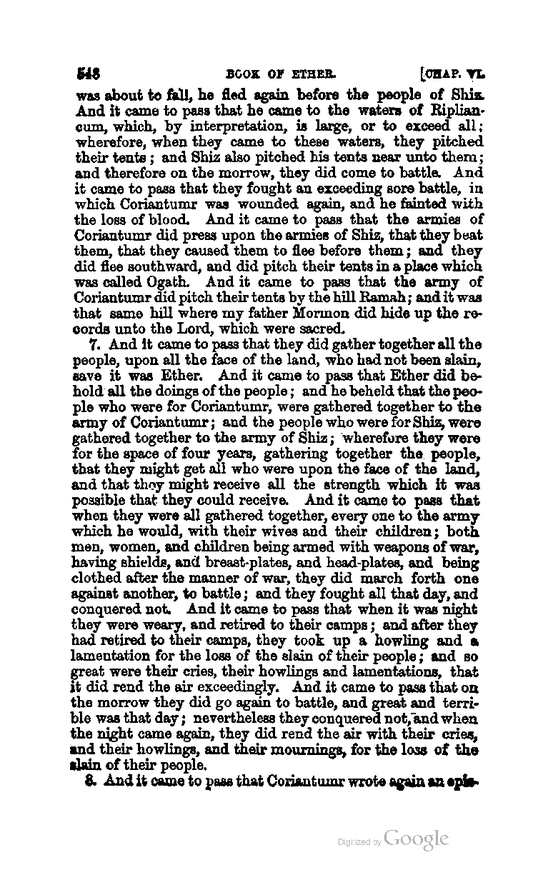 548 BOOK OF ETHER. [CHAP. VI.
was about to fall, he fled again before the people of Shiz.
And it came to pass that he came to the waters of Riplian-
cum, which, by interpretation, is large, or to exceed all;
wherefore, when they came to these waters, they pitched
their tents; and Shiz also pitched his tents near unto them;
and therefore on the morrow, they did come to battle. And
it came to pass that they fought an exceeding sore battle, in
which Coriantumr was wounded again, and he fainted with
the loss of blood. And it came to pass that the armies of
Coriantumr did press upon the armies of Shiz, that they beat
them, that they caused them to flee before them; and they
did flee southward, and did pitch their tents in a place which
was called Ogath. And it came to pass that the army of
Coriantumr did pitch their tents by the hill Ramah; and it was
that same hill where my father Mormon did hide up the re-
cords unto the Lord, which were sacred.
7. And it came to pass that they did gather together all the
people, upon all the face of the land, who had not been slain,
save it was Ether. And it came to pass that Ether did be-
hold all the doings of the people; and he beheld that the peo-
ple who were for Coriantumr, were gathered together to the
army of Coriantumr; and the people who were for Shiz, were
gathered together to the army of Shiz; wherefore they were
for the space of four years, gathering together the people,
that they might get all who were upon the face of the land,
and that they might receive all the strength which it was
possible that they could receive. And it came to pass that
when they were all gathered together, every one to the army
which he would, with their wives and their children; both
men, women, and children being armed with weapons of war,
having shields, and breast-plates, and head-plates, and being
clothed after the manner of war, they did march forth one
against another, to battle; and they fought all that day, and
conquered not. And it came to pass that when it was night
they were weary, and retired to their camps; and after they
had retired to their camps, they took up a howling and a
lamentation for the loss of the slain of their people; and so
great were their cries, their howlings and lamentations, that
it did rend the air exceedingly. And it came to pass that on
the morrow they did go again to battle, and great and terri-
ble was that day; nevertheless they conquered not, and when
the night came again, they did rend the air with their cries,
and their howlings, and their mournings, for the loss of the
slain of their people.
8. And it came to pass that Coriantumr wrote again an epis-
Digitized by Google